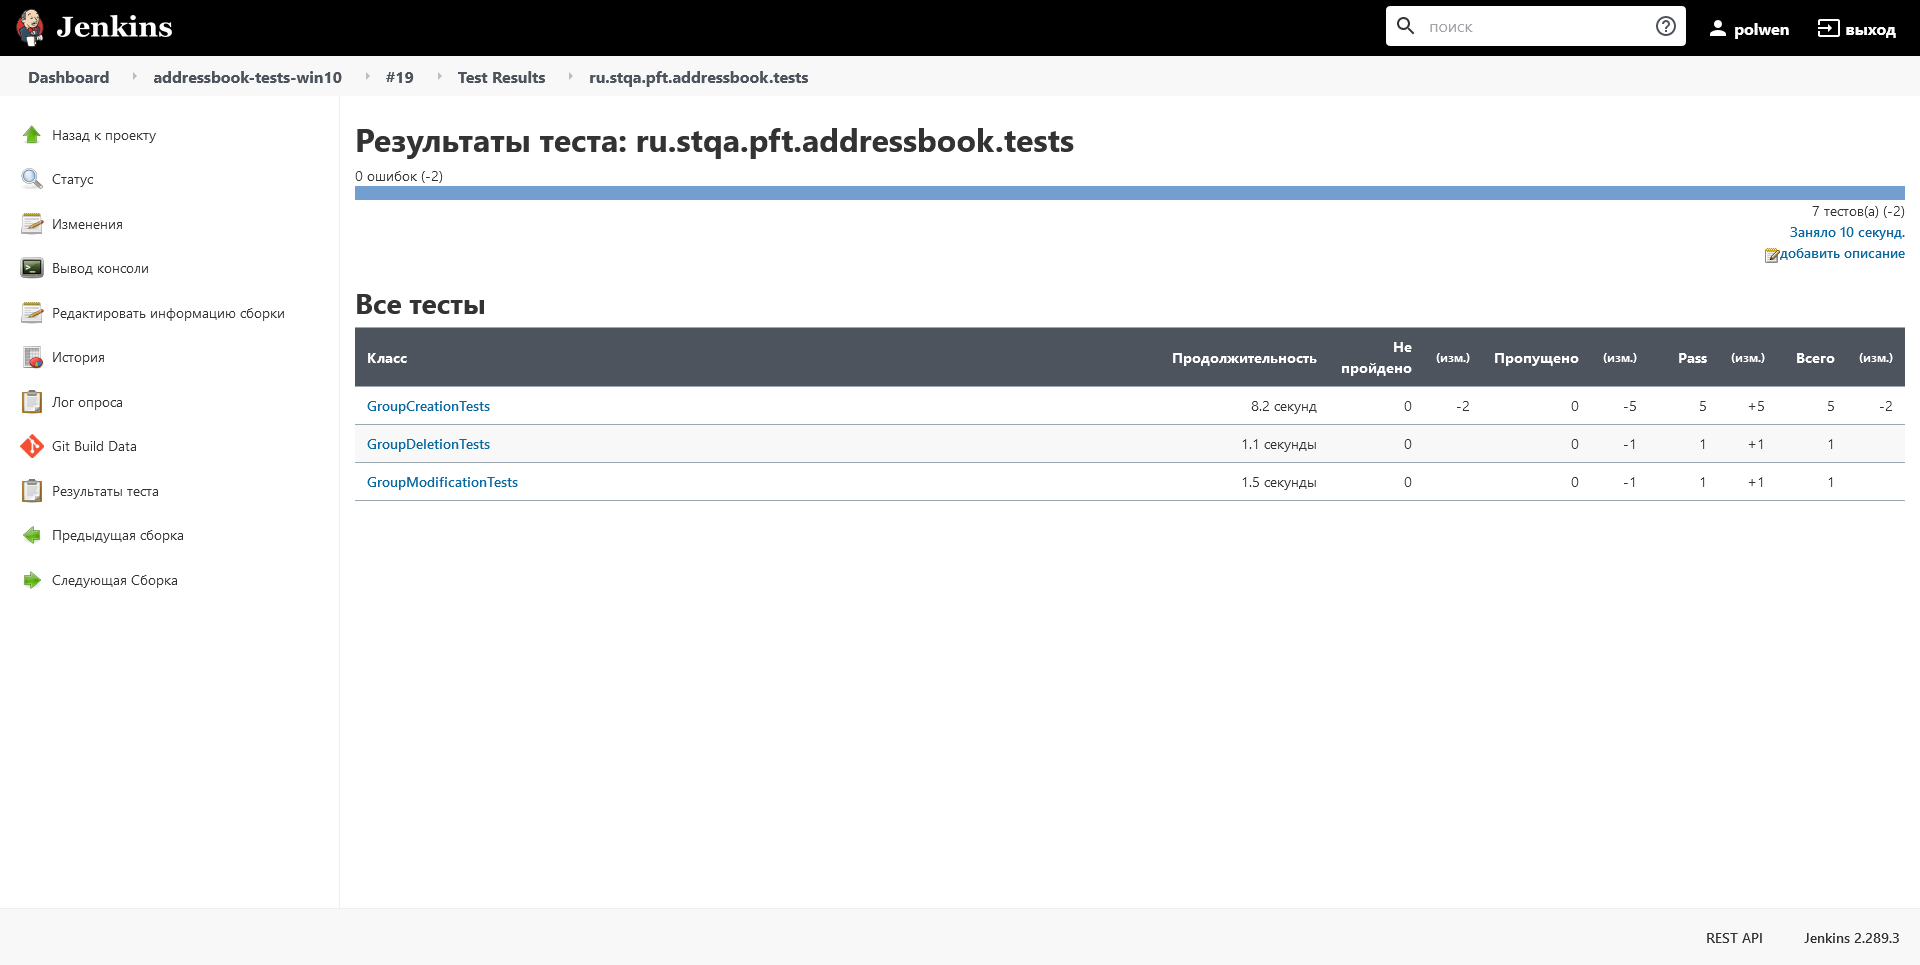 Jenkins
поиск
polwen
выход
Dashboard
addressbook-tests-win10
#19
Test Results
ru.stqa.pft.addressbook.tests
Назад к проекту
Статус
Изменения
Вывод консоли
Редактировать информацию сборки
История
Лог опроса
Git Build Data
Результаты теста
Предыдущая сборка
Следующая Сборка
Результаты теста: ru.stqa.pft.addressbook.tests
0 ошибок (-2)
7 тестов(а) (-2)
Заняло 10 секунд.
добавить описание
Все тесты
Класс Продолжительность Не пройдено (изм.) Пропущено (изм.) Pass (изм.) Всего (изм.)
GroupCreationTests 8.2 секунд 0 -2 0 -5 5 +5 5 -2
GroupDeletionTests 1.1 секунды 0 0 -1 1 +1 1
GroupModificationTests 1.5 секунды 0 0 -1 1 +1 1
REST API
Jenkins 2.289.3